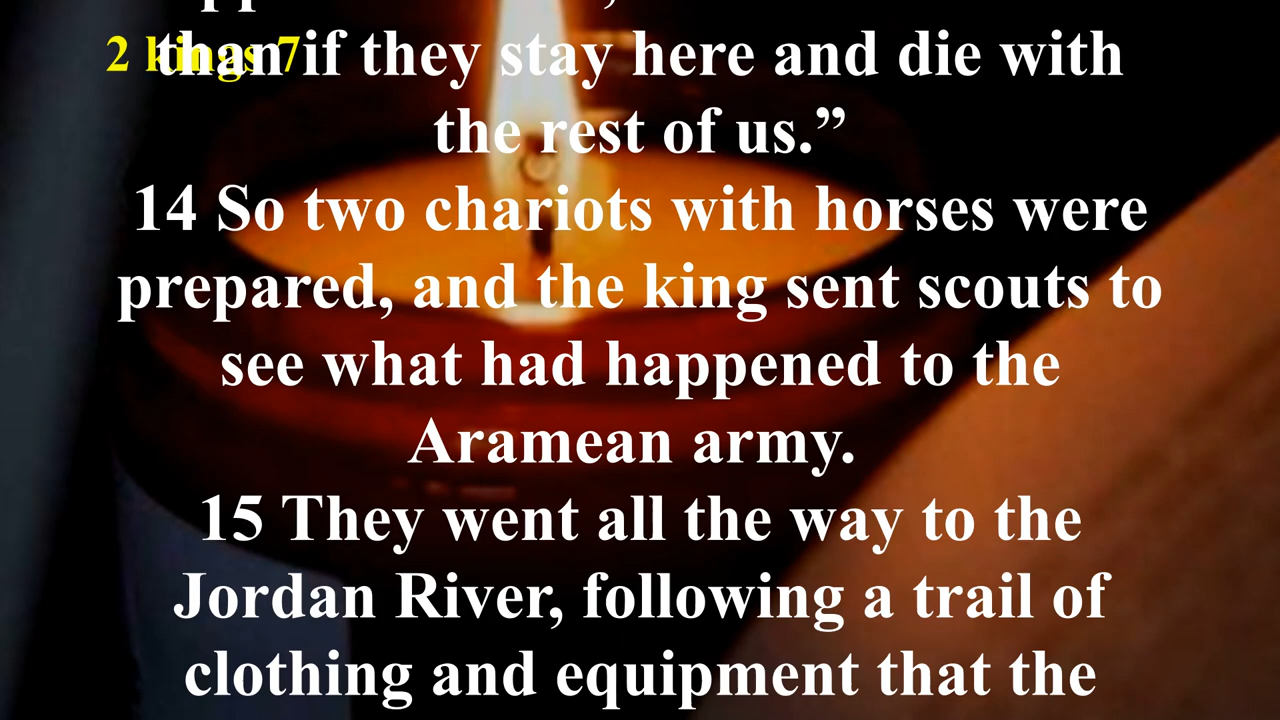 2 kings 7
than if they stay here and die with
the rest of us.”
14 So two chariots with horses were
prepared, and the king sent scouts to
see what had happened to the
Aramean army.
15 They went all the way to the
Jordan River, following a trail of
clothing and equipment that the